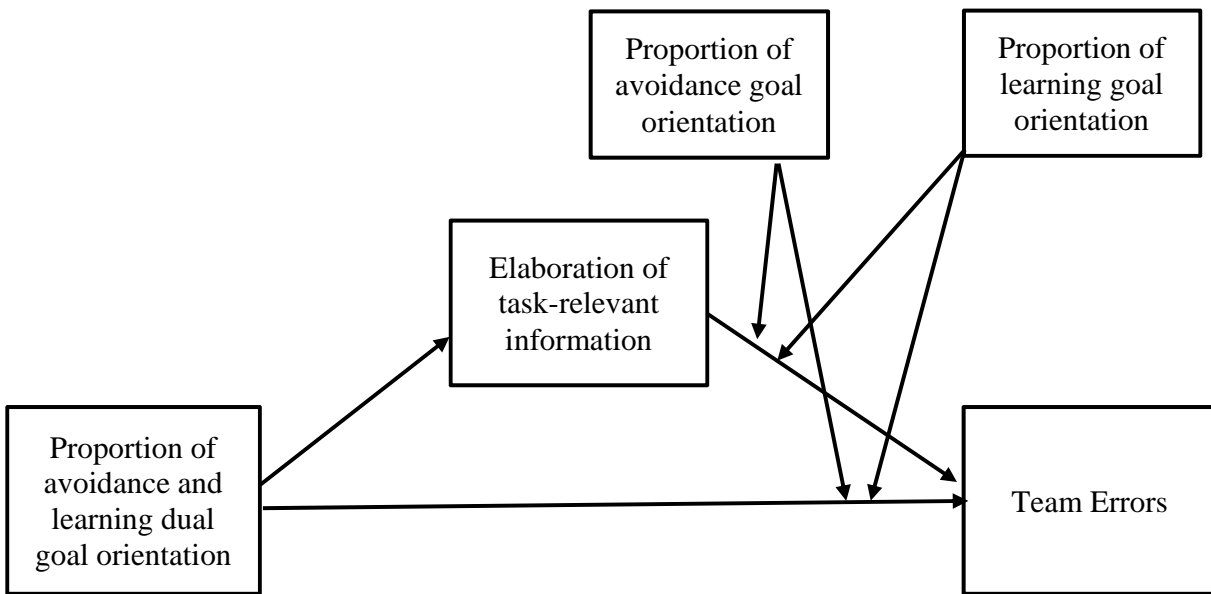 Proportion of
avoidance goal
orientation
Proportion of
learning goal
orientation
Elaboration of
task-relevant
information
Proportion of
avoidance and
learning dual
goal orientation
Team Errors